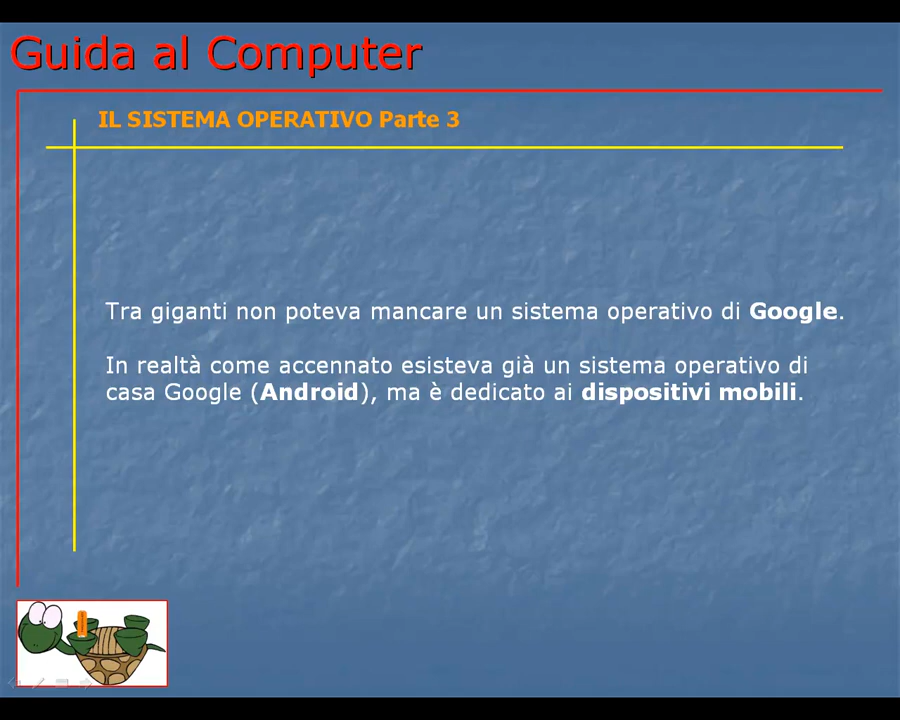 Guida al Computer
IL SISTEMA OPERATIVO Parte 3
Tra giganti non poteva mancare un sistema operativo di Google.
In realtà come accennato esisteva già un sistema operativo di
casa Google (Android), ma è dedicato ai dispositivi mobili.